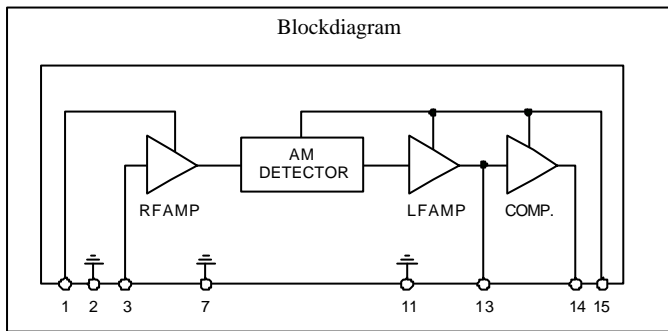 Blockdiagram
AM
DETECTOR
RFAMP
LFAMP
COMP.
1 2 3 7 11 13 14 15